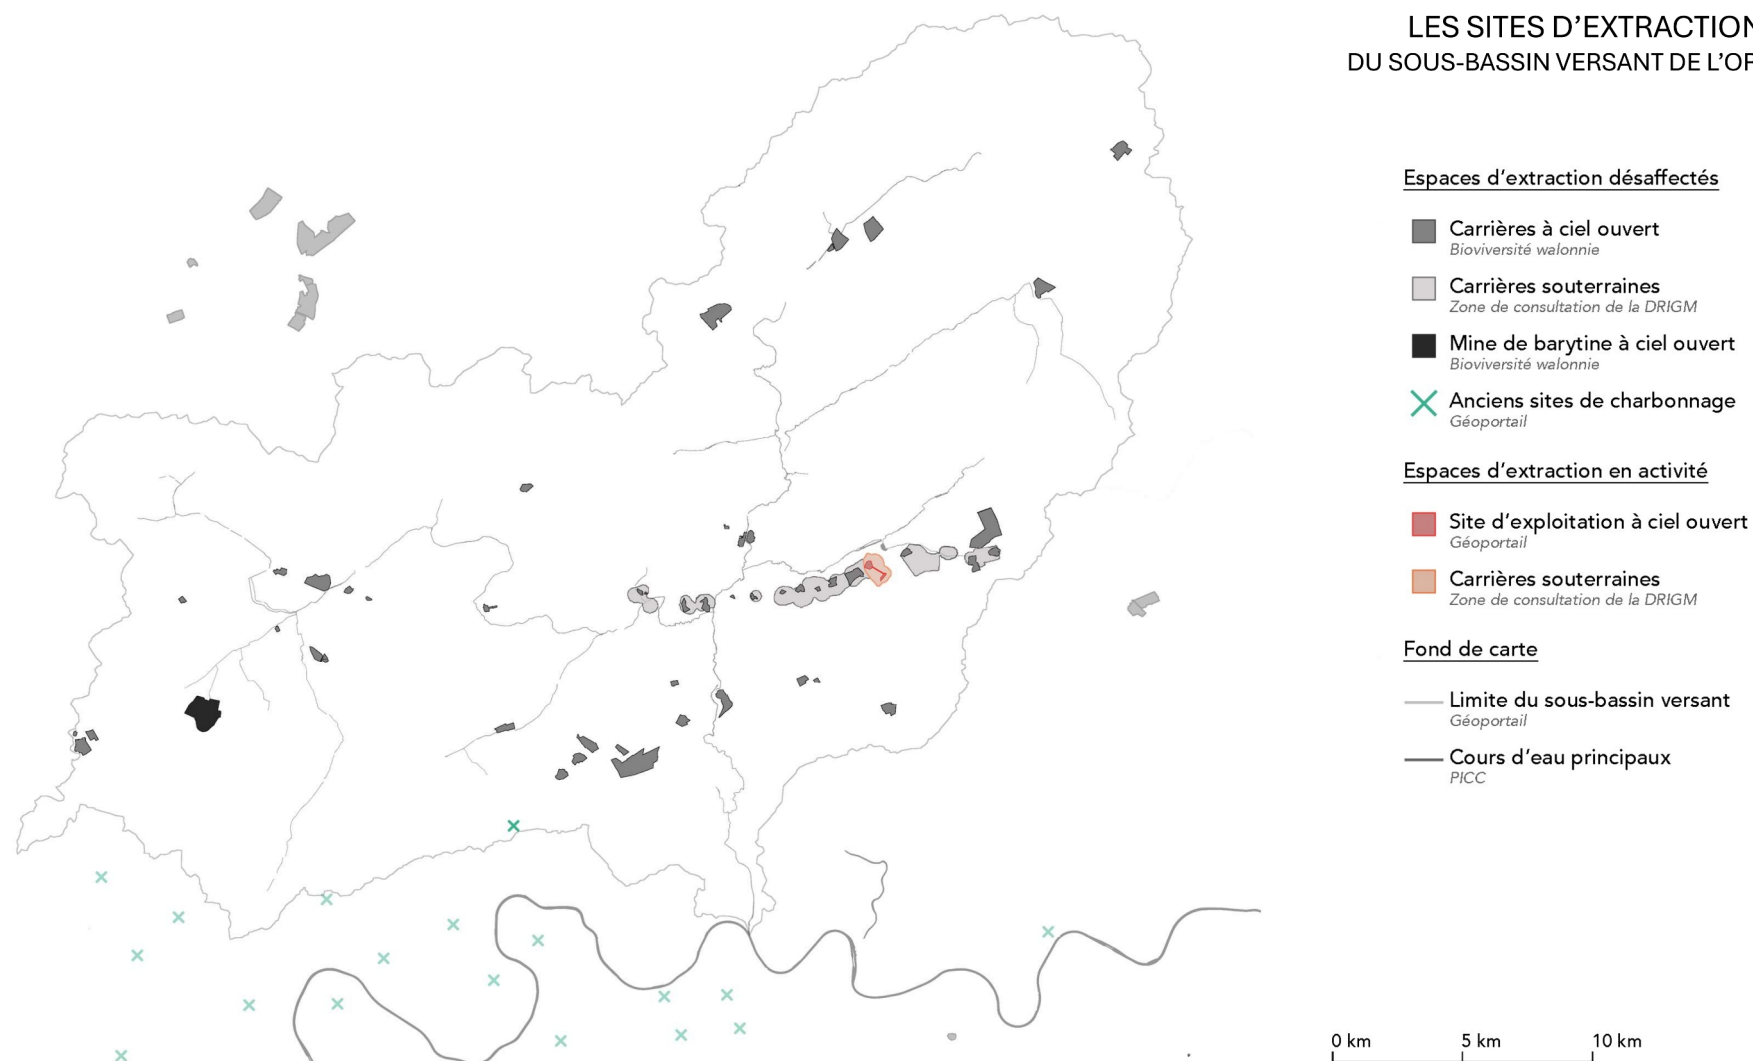 LES SITES D'EXTRACTION
DU SOUS-BASSIN VERSANT DE L'OR
Espaces d'extraction désaffectés
Carrières à ciel ouvert
Bioviversité walonnie
Carrières souterraines
Zone de consultation de la DRIGM
Mine de barytine à ciel ouvert
Bioviversité walonnie
Anciens sites de charbonnage
Géoportail
Espaces d'extraction en activité
Site d'exploitation à ciel ouvert
Géoportail
Carrières souterraines
Zone de consultation de la DRIGM
Fond de carte
Limite du sous-bassin versant
Géoportail
Cours d'eau principaux
PICC
0 km 5 km 10 km